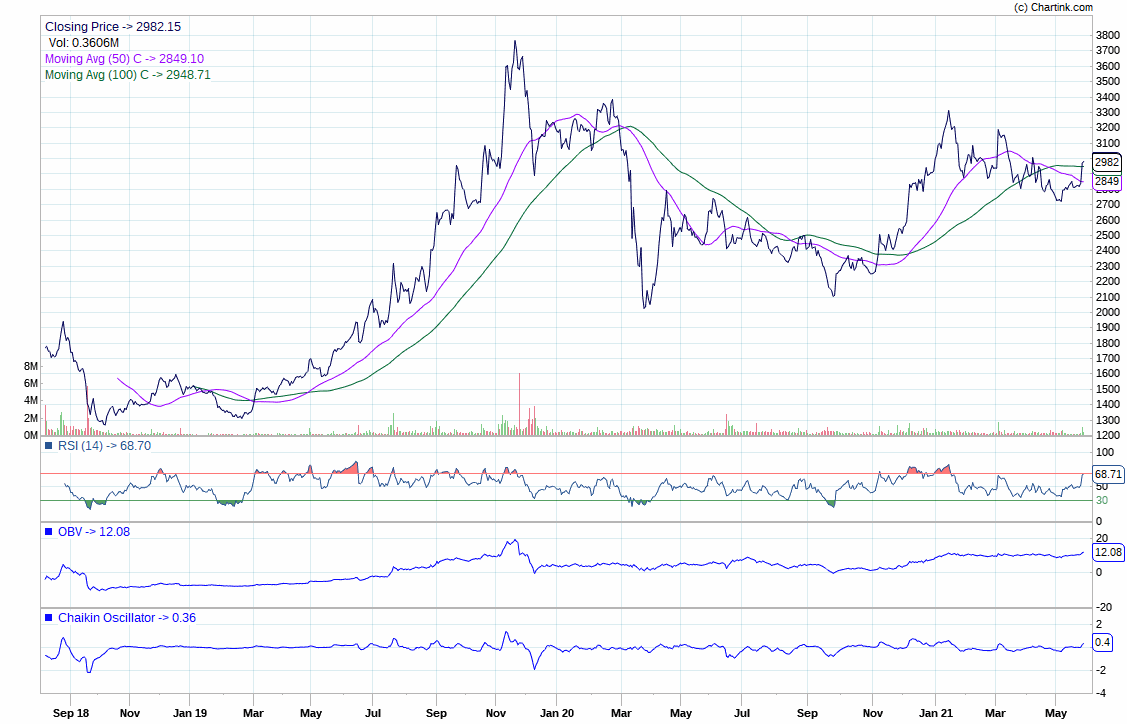 (c) Chartink.com
Closing Price -> 2982.15
Vol: 0.3606M
Moving Avg (50) C -> 2849.10
Moving Avg (100) C -> 2948.71
3800
3700
3600
3500
3400
3300
3200
3100
2982
2849
2700
2600
2500
2400
2300
2200
2100
2000
1900
1800
1700
1600
1500
1400
1300
1200
8M
6M
4M
2M
0M
RSI (14) -> 68.70
100
68.71
50
30
0
OBV -> 12.08
20
12.08
0
-20
Chaikin Oscillator -> 0.36
2
0.4
-2
-4
Sep 18 Nov Jan 19 Mar May Jul Sep Nov Jan 20 Mar May Jul Sep Nov Jan 21 Mar May